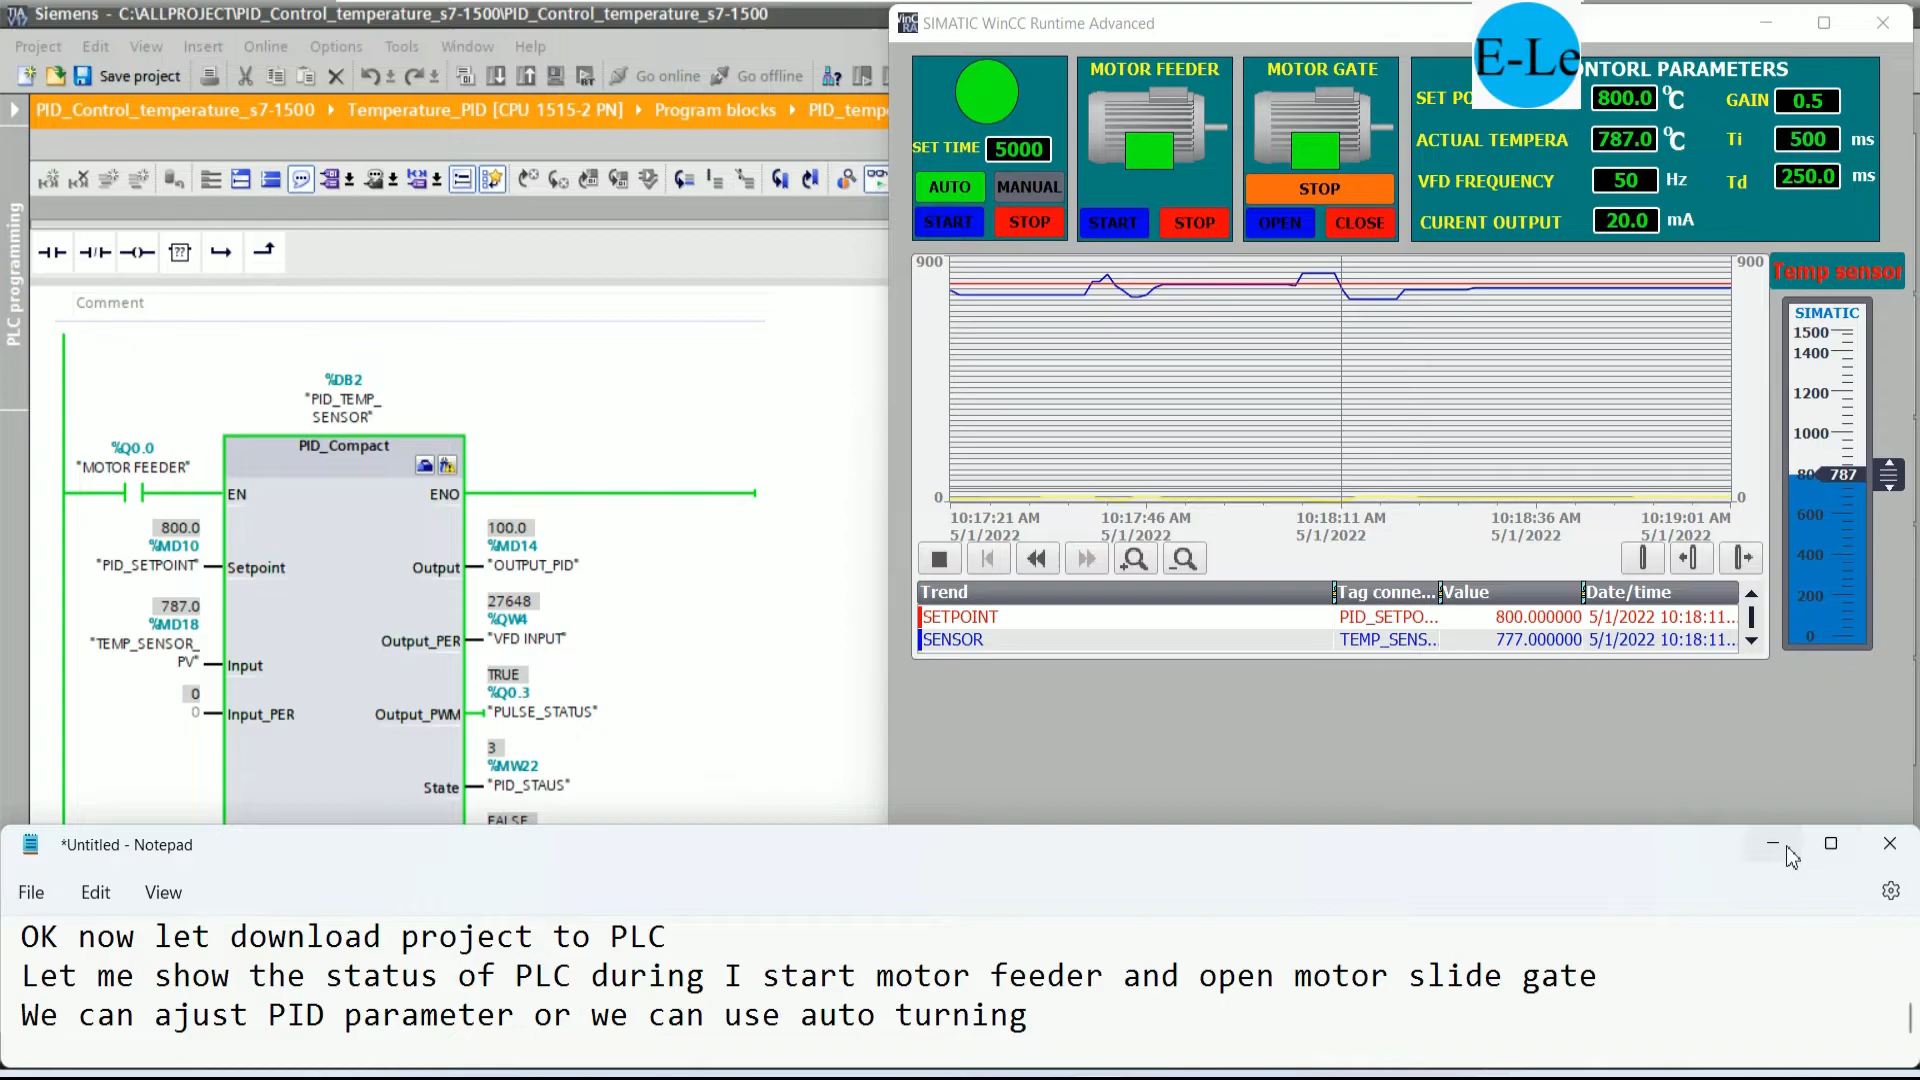 Siemens - C:\ALLPROJECT\PID_Control_temperature_s7-1500\PID_Control_temperature_s7-1500
Project Edit View Insert Online Options Tools Window Help
Save project Go online Go offline
PID_Control_temperature_s7-1500 Temperature_PID [CPU 1515-2 PN] Program blocks PID_temp
PLC programming
Comment
%DB2
"PID_TEMP_
SENSOR"
PID_Compact
%Q0.0
"MOTOR FEEDER"
EN ENO
800.0
%MD10
"PID_SETPOINT" Setpoint
787.0
%MD18
"TEMP_SENSOR_
PV" Input
0
0 Input_PER
100.0
%MD14
Output "OUTPUT_PID"
27648
%QW4
Output_PER "VFD INPUT"
TRUE
%Q0.3
Output_PWM "PULSE_STATUS"
3
%MW22
State "PID_STAUS"
FALSE
SIMATIC WinCC Runtime Advanced
E-Le
SET TIME 5000
AUTO MANUAL
START STOP
MOTOR FEEDER
START STOP
MOTOR GATE
STOP
OPEN CLOSE
ONTORL PARAMETERS
SET PO 800.0 °C GAIN 0.5
ACTUAL TEMPERA 787.0 °C Ti 500 ms
VFD FREQUENCY 50 Hz Td 250.0 ms
CURENT OUTPUT 20.0 mA
900 900
0 0
10:17:21 AM 10:17:46 AM 10:18:11 AM 10:18:36 AM 10:19:01 AM
5/1/2022 5/1/2022 5/1/2022 5/1/2022 5/1/2022
Trend Tag conne... Value Date/time
SETPOINT PID_SETPO... 800.000000 5/1/2022 10:18:11...
SENSOR TEMP_SENS... 777.000000 5/1/2022 10:18:11...
Temp sensor
SIMATIC
1500
1400
1200
1000
80 787
600
400
200
0
*Untitled - Notepad
File Edit View
OK now let download project to PLC
Let me show the status of PLC during I start motor feeder and open motor slide gate
We can ajust PID parameter or we can use auto turning